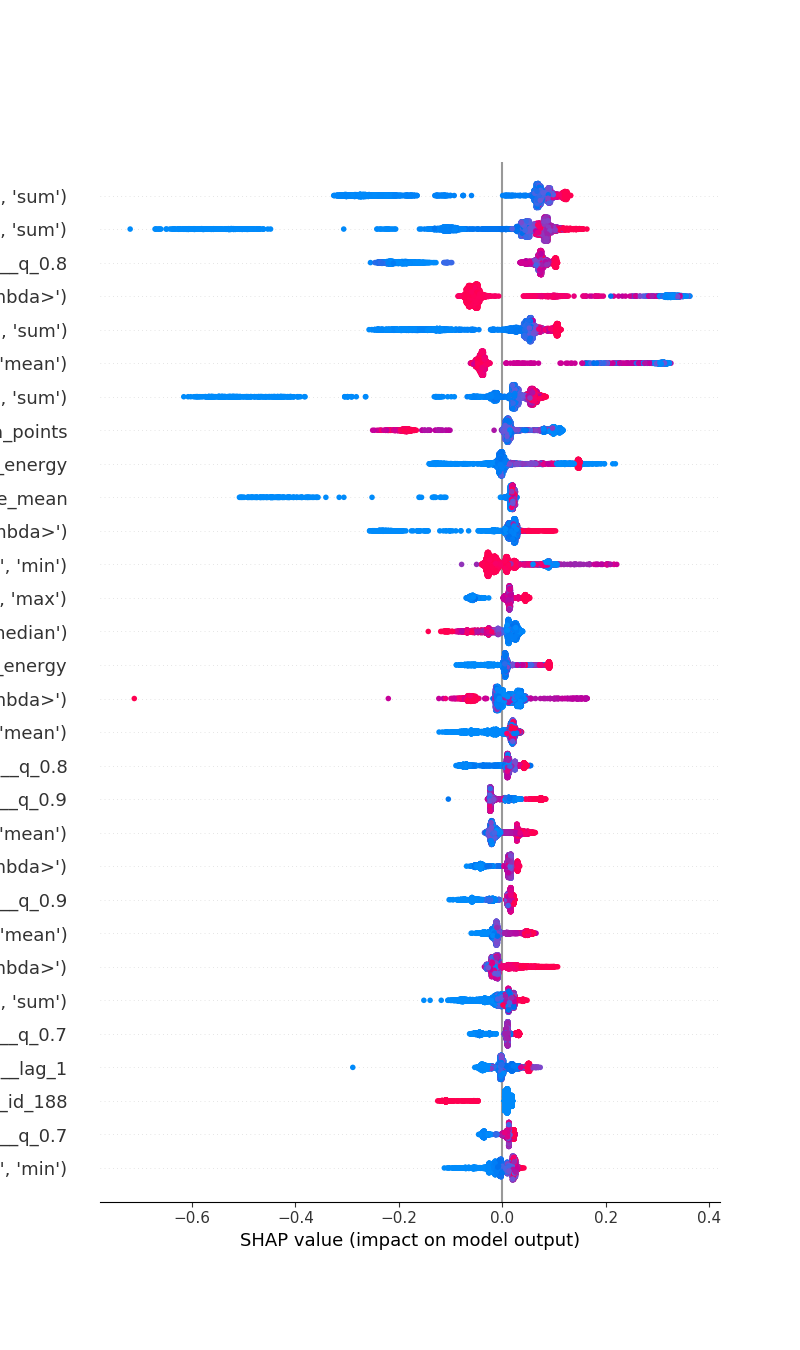 , 'sum')
, 'sum')
__q_0.8
nbda>')
, 'sum')
'mean')
, 'sum')
_points
_energy
e_mean
nbda>')
', 'min')
, 'max')
nedian')
_energy
nbda>')
'mean')
__q_0.8
__q_0.9
'mean')
nbda>')
__q_0.9
'mean')
nbda>')
, 'sum')
__q_0.7
__lag_1
_id_188
__q_0.7
', 'min')
−0.6 −0.4 −0.2 0.0 0.2 0.4
SHAP value (impact on model output)